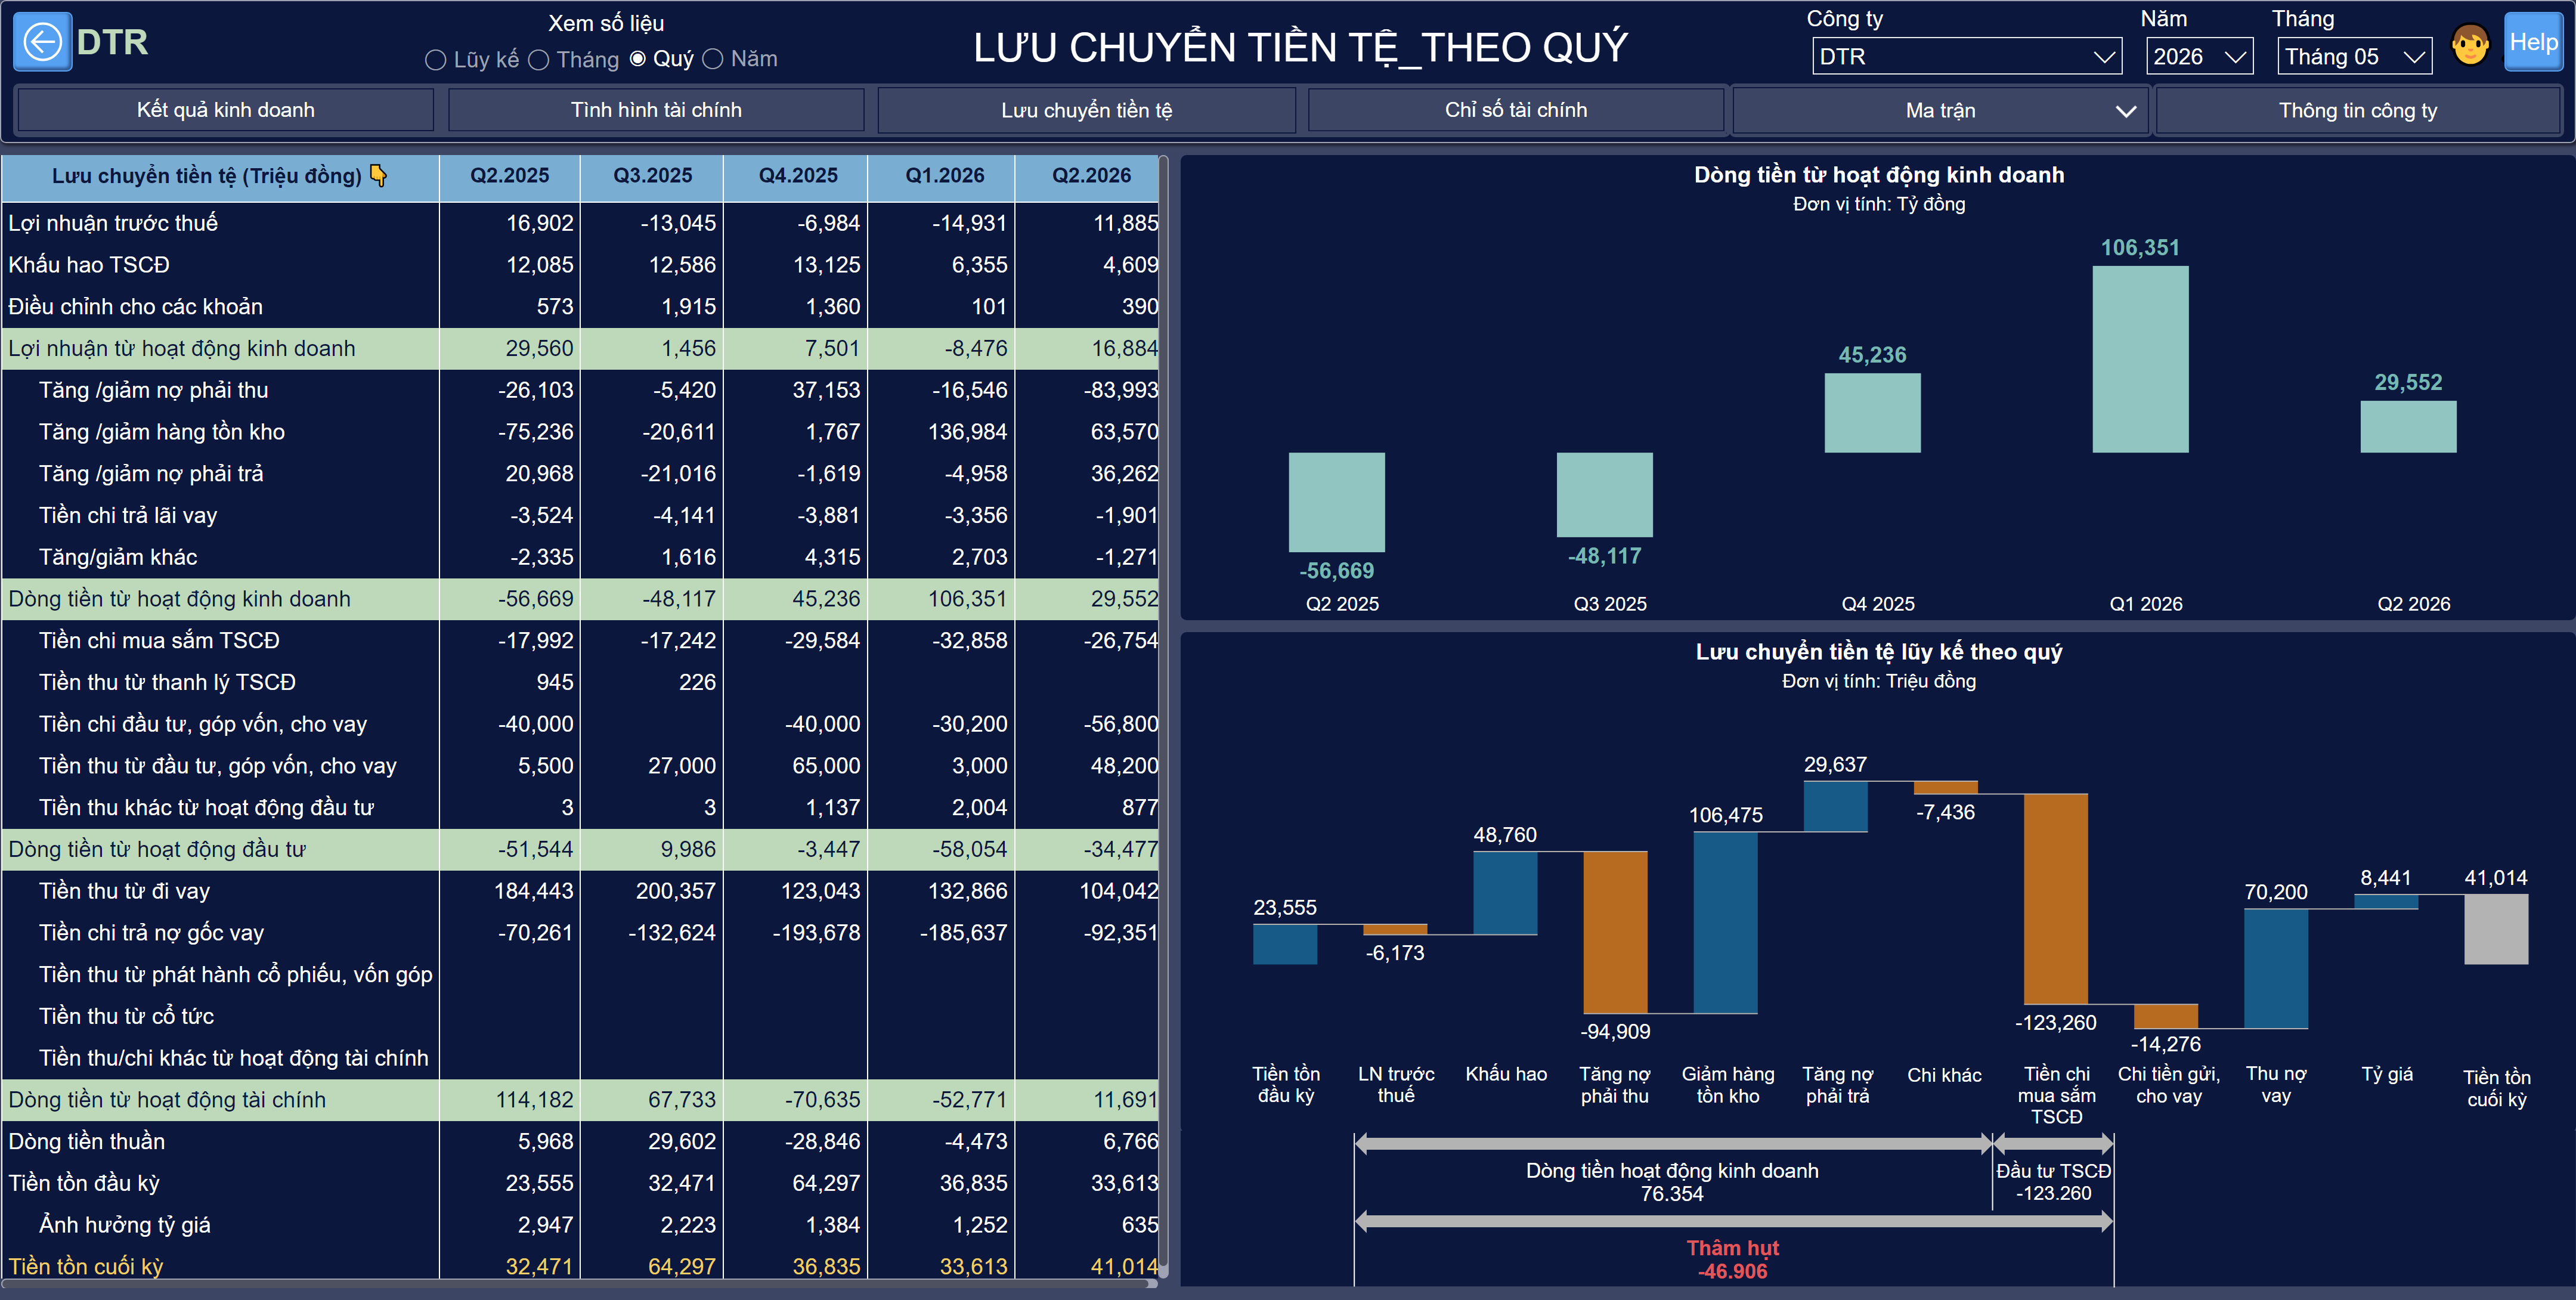 DTR
Xem số liệu
Lũy kế Tháng Quý Năm
LƯU CHUYỂN TIỀN TỆ_THEO QUÝ
Công ty
DTR
Năm
2026
Tháng
Tháng 05
Help
Kết quả kinh doanh
Tình hình tài chính
Lưu chuyển tiền tệ
Chỉ số tài chính
Ma trận
Thông tin công ty
Lưu chuyển tiền tệ (Triệu đồng) Q2.2025 Q3.2025 Q4.2025 Q1.2026 Q2.2026
Lợi nhuận trước thuế 16,902 -13,045 -6,984 -14,931 11,885
Khấu hao TSCĐ 12,085 12,586 13,125 6,355 4,609
Điều chỉnh cho các khoản 573 1,915 1,360 101 390
Lợi nhuận từ hoạt động kinh doanh 29,560 1,456 7,501 -8,476 16,884
Tăng /giảm nợ phải thu -26,103 -5,420 37,153 -16,546 -83,993
Tăng /giảm hàng tồn kho -75,236 -20,611 1,767 136,984 63,570
Tăng /giảm nợ phải trả 20,968 -21,016 -1,619 -4,958 36,262
Tiền chi trả lãi vay -3,524 -4,141 -3,881 -3,356 -1,901
Tăng/giảm khác -2,335 1,616 4,315 2,703 -1,271
Dòng tiền từ hoạt động kinh doanh -56,669 -48,117 45,236 106,351 29,552
Tiền chi mua sắm TSCĐ -17,992 -17,242 -29,584 -32,858 -26,754
Tiền thu từ thanh lý TSCĐ 945 226
Tiền chi đầu tư, góp vốn, cho vay -40,000 -40,000 -30,200 -56,800
Tiền thu từ đầu tư, góp vốn, cho vay 5,500 27,000 65,000 3,000 48,200
Tiền thu khác từ hoạt động đầu tư 3 3 1,137 2,004 877
Dòng tiền từ hoạt động đầu tư -51,544 9,986 -3,447 -58,054 -34,477
Tiền thu từ đi vay 184,443 200,357 123,043 132,866 104,042
Tiền chi trả nợ gốc vay -70,261 -132,624 -193,678 -185,637 -92,351
Tiền thu từ phát hành cổ phiếu, vốn góp
Tiền thu từ cổ tức
Tiền thu/chi khác từ hoạt động tài chính
Dòng tiền từ hoạt động tài chính 114,182 67,733 -70,635 -52,771 11,691
Dòng tiền thuần 5,968 29,602 -28,846 -4,473 6,766
Tiền tồn đầu kỳ 23,555 32,471 64,297 36,835 33,613
Ảnh hưởng tỷ giá 2,947 2,223 1,384 1,252 635
Tiền tồn cuối kỳ 32,471 64,297 36,835 33,613 41,014
Dòng tiền từ hoạt động kinh doanh
Đơn vị tính: Tỷ đồng
106,351
45,236
29,552
-48,117
-56,669
Q2 2025 Q3 2025 Q4 2025 Q1 2026 Q2 2026
Lưu chuyển tiền tệ lũy kế theo quý
Đơn vị tính: Triệu đồng
23,555
-6,173
48,760
-94,909
106,475
29,637
-7,436
-123,260
-14,276
70,200
8,441
41,014
Tiền tồn
đầu kỳ
LN trước
thuế
Khấu hao
Tăng nợ
phải thu
Giảm hàng
tồn kho
Tăng nợ
phải trả
Chi khác
Tiền chi
mua sắm
TSCĐ
Chi tiền gửi,
cho vay
Thu nợ
vay
Tỷ giá
Tiền tồn
cuối kỳ
Dòng tiền hoạt động kinh doanh
76.354
Đầu tư TSCĐ
-123.260
Thâm hụt
-46.906